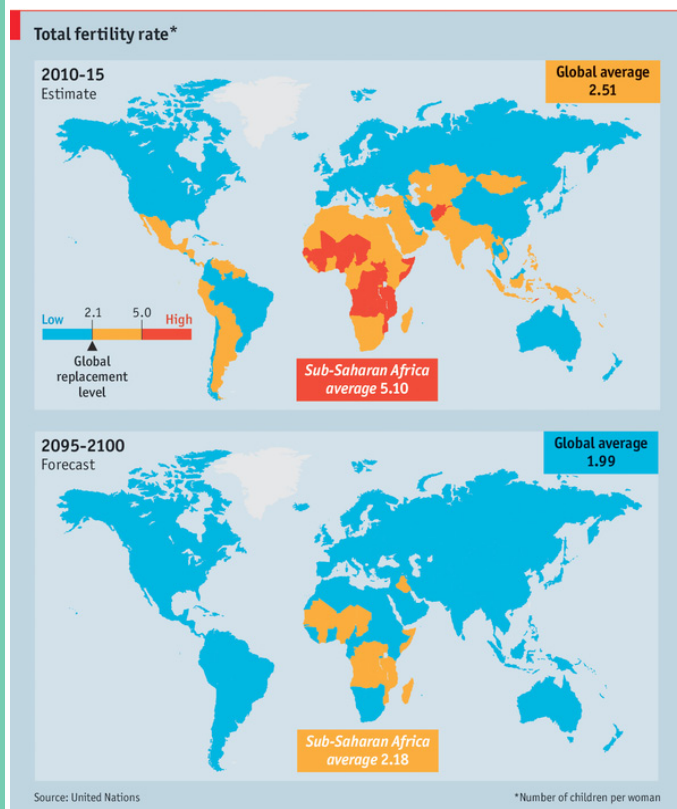 Total fertility rate*
2010-15
Estimate
Global average
2.51
2.1
5.0
Low
High
Global
replacement
level
Sub-Saharan Africa
average 5.10
2095-2100
Forecast
Global average
1.99
Sub-Saharan Africa
average 2.18
Source: United Nations
*Number of children per woman